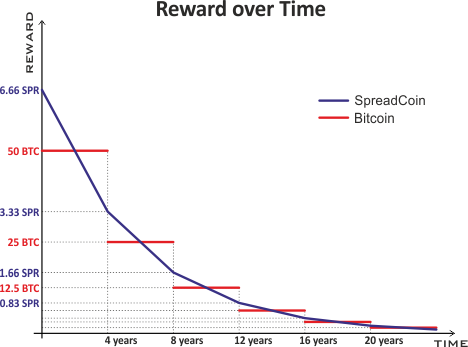 Reward over Time
REWARD
6.66 SPR
SpreadCoin
Bitcoin
50 BTC
3.33 SPR
25 BTC
1.66 SPR
12.5 BTC
0.83 SPR
4 years 8 years 12 years 16 years 20 years
TIME